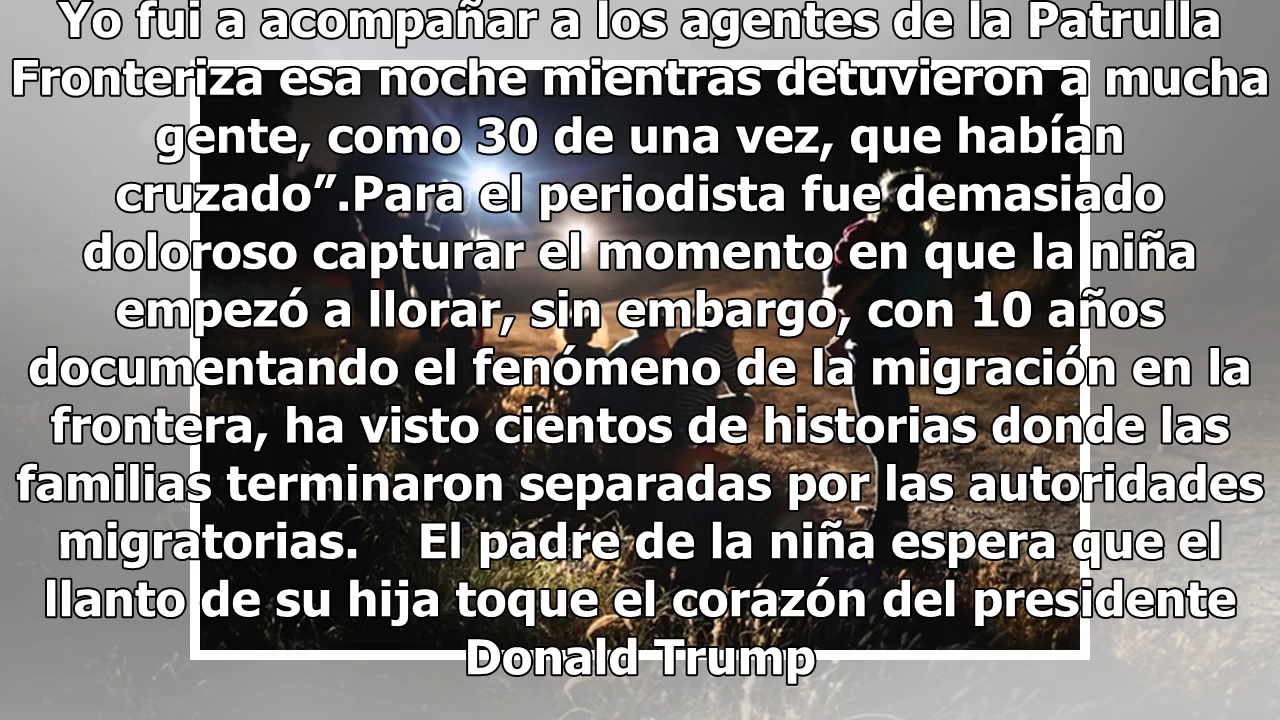 Yo fui a acompañar a los agentes de la Patrulla
Fronteriza esa noche mientras detuvieron a mucha
gente, como 30 de una vez, que habían
cruzado”.Para el periodista fue demasiado
doloroso capturar el momento en que la niña
empezó a llorar, sin embargo, con 10 años
documentando el fenómeno de la migración en la
frontera, ha visto cientos de historias donde las
familias terminaron separadas por las autoridades
migratorias.    El padre de la niña espera que el
llanto de su hija toque el corazón del presidente
Donald Trump